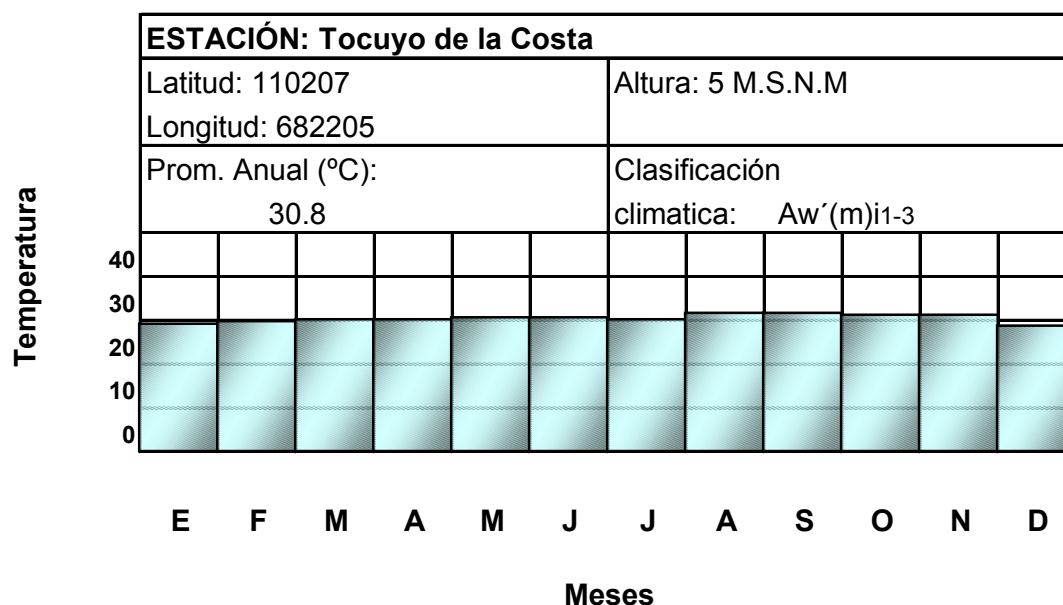 ESTACIÓN: Tocuyo de la Costa
Latitud: 110207
Altura: 5 M.S.N.M
Longitud: 682205
Prom. Anual (ºC):
30.8
Clasificación
climatica: Aw´(m)i1-3
Temperatura
40
30
20
10
0
E F M A M J J A S O N D
Meses